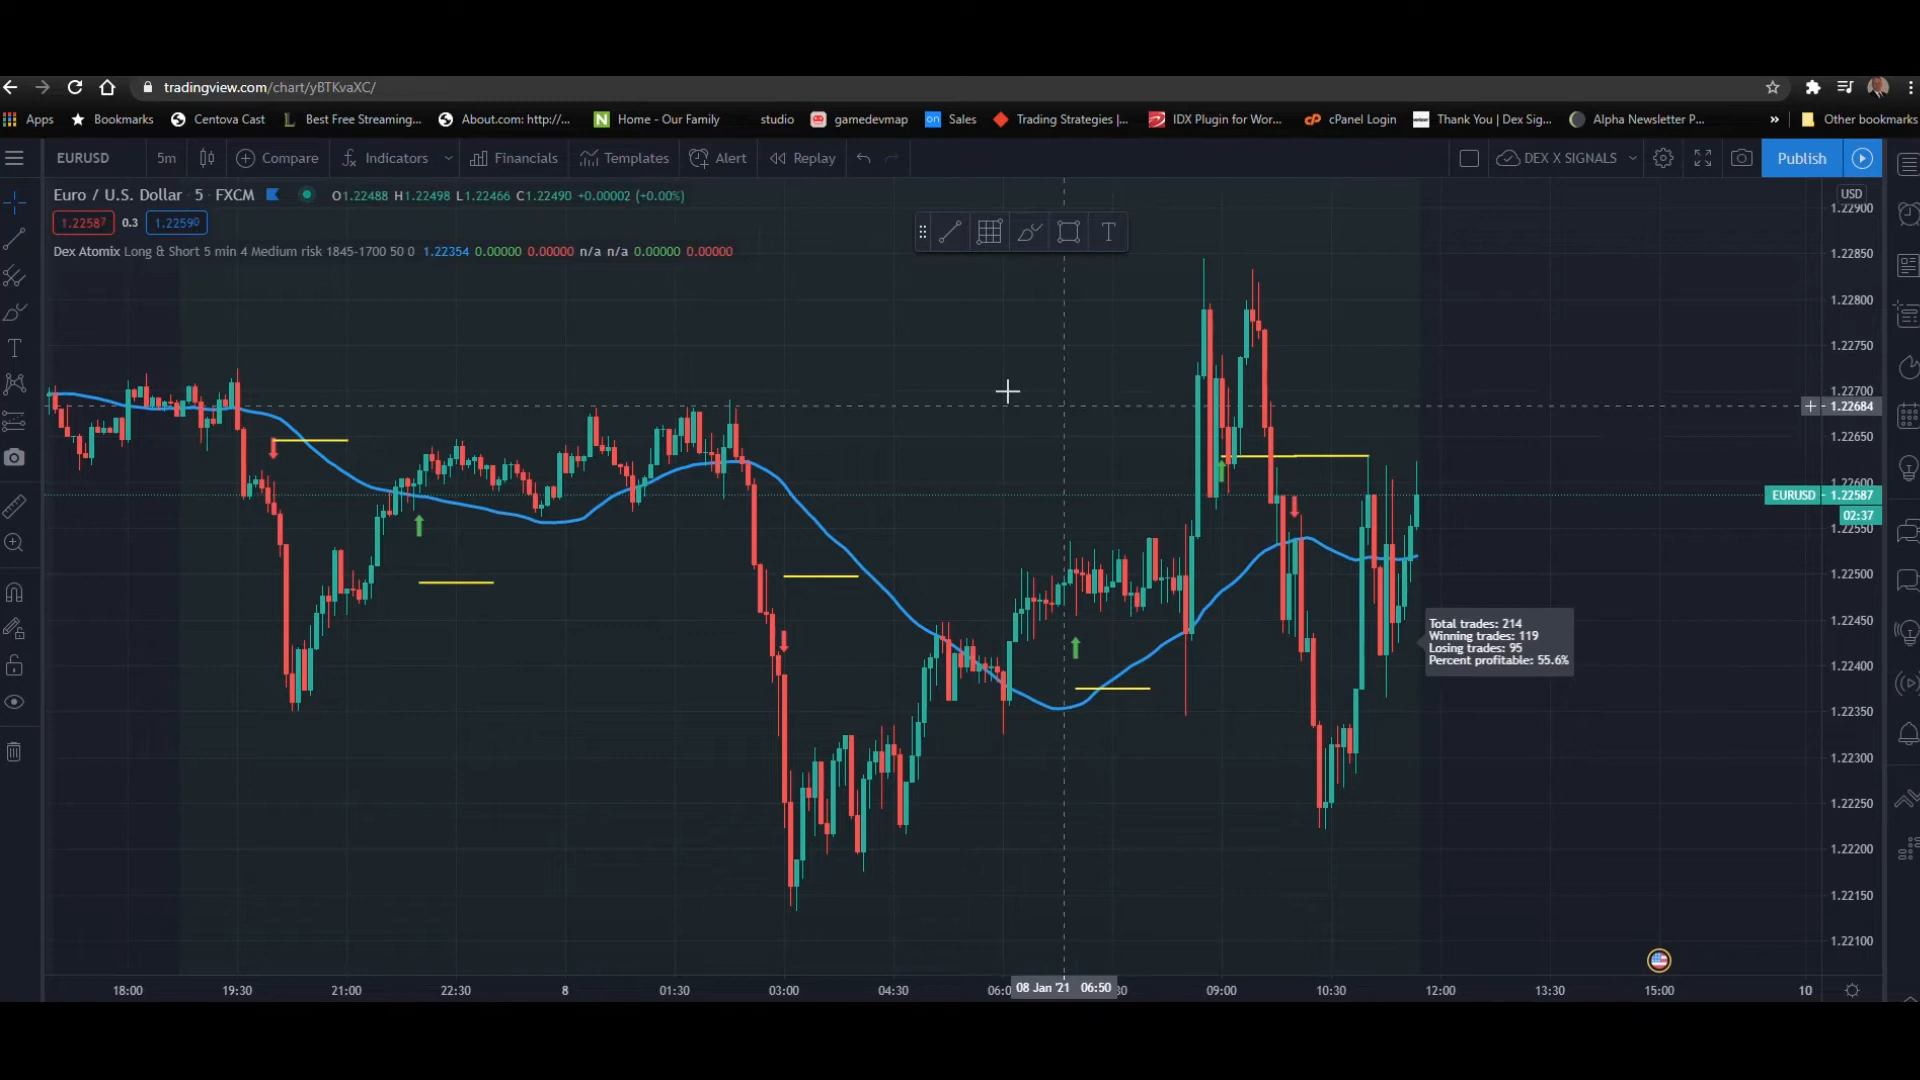 tradingview.com/chart/yBTKvaXC/
Apps Bookmarks Centova Cast Best Free Streaming... About.com: http://... Home - Our Family studio gamedevmap Sales Trading Strategies |... IDX Plugin for Wor... cPanel Login Thank You | Dex Sig... Alpha Newsletter P... » Other bookmarks
EURUSD 5m Compare Indicators Financials Templates Alert Replay DEX X SIGNALS Publish
Euro / U.S. Dollar · 5 · FXCM O1.22488 H1.22498 L1.22466 C1.22490 +0.00002 (+0.00%)
1.22587 0.3 1.22590
Dex Atomix Long & Short 5 min 4 Medium risk 1845-1700 50 0 1.22354 0.00000 0.00000 n/a n/a 0.00000 0.00000
USD
1.22900
1.22850
1.22800
1.22750
1.22700
1.22684
1.22650
1.22600
EURUSD 1.22587
02:37
1.22550
1.22500
1.22450
1.22400
1.22350
1.22300
1.22250
1.22200
1.22150
1.22100
Total trades: 214
Winning trades: 119
Losing trades: 95
Percent profitable: 55.6%
18:00 19:30 21:00 22:30 8 01:30 03:00 04:30 08 Jan '21 06:50 09:00 10:30 12:00 13:30 15:00 10